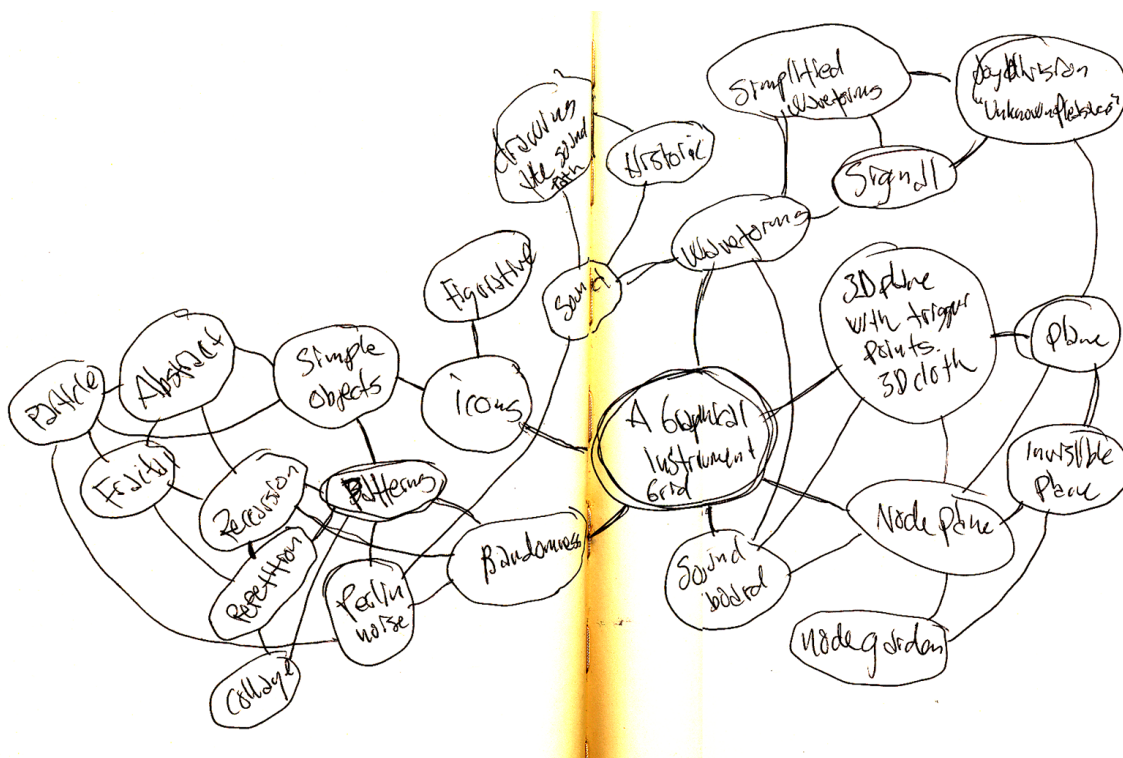 Simplified
Waveforms
Joy Division
"Unknown Pleasures"
drawing
the sound
path
Historic
Signal
Waveforms
Figurative
Sound
3D plane
with trigger
points.
3D cloth
Plane
Particle
Abstract
Simple
objects
icons
A Graphical
Instrument
Grid
Invisible
Plane
Recursion
Patterns
Node plane
Randomness
Repetition
Perlin
noise
Sound
board
Node garden
Collage